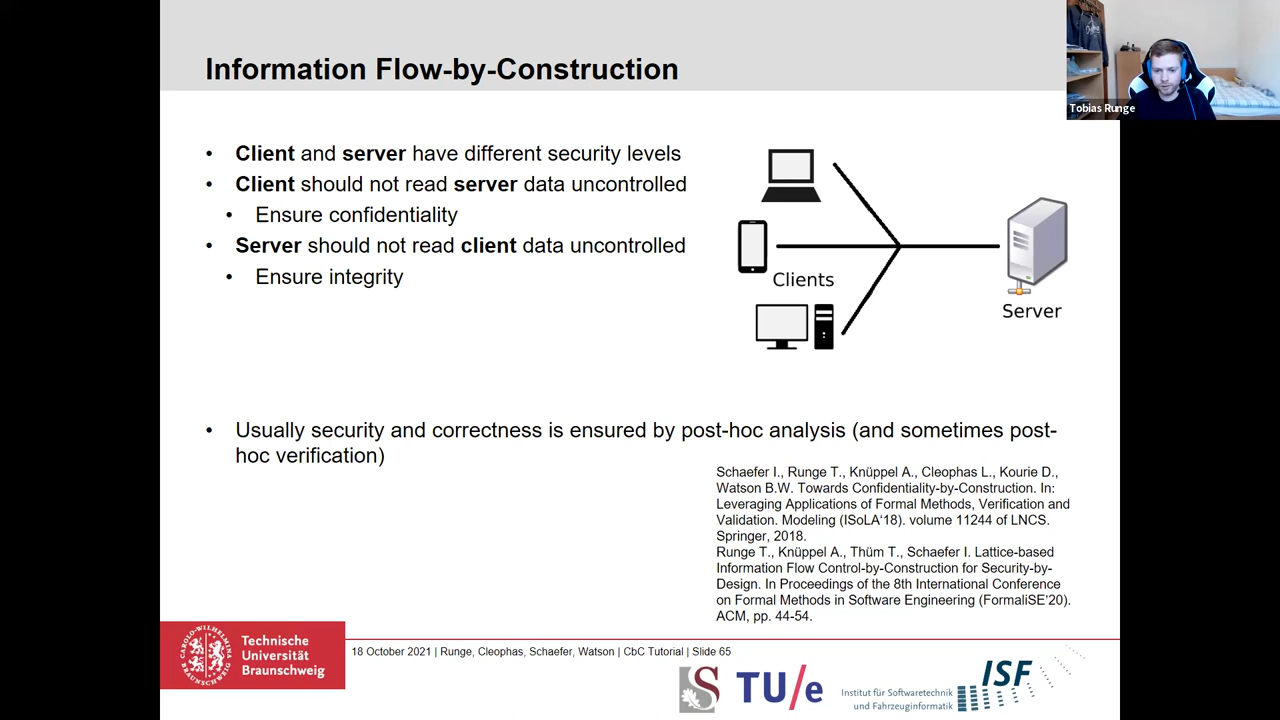 Information Flow-by-Construction
Tobias Runge
• Client and server have different security levels
• Client should not read server data uncontrolled
• Ensure confidentiality
• Server should not read client data uncontrolled
• Ensure integrity
Clients
Server
• Usually security and correctness is ensured by post-hoc analysis (and sometimes post-
hoc verification)
Schaefer I., Runge T., Knüppel A., Cleophas L., Kourie D.,
Watson B.W. Towards Confidentiality-by-Construction. In:
Leveraging Applications of Formal Methods, Verification and
Validation. Modeling (ISoLA‘18). volume 11244 of LNCS.
Springer, 2018.
Runge T., Knüppel A., Thüm T., Schaefer I. Lattice-based
Information Flow Control-by-Construction for Security-by-
Design. In Proceedings of the 8th International Conference
on Formal Methods in Software Engineering (FormaliSE’20).
ACM, pp. 44-54.
CAROLO-WILHELMINA
BRAUNSCHWEIG
Technische
Universität
Braunschweig
18 October 2021 | Runge, Cleophas, Schaefer, Watson | CbC Tutorial | Slide 65
S
TU/e
Institut für Softwaretechnik
und Fahrzeuginformatik
ISF